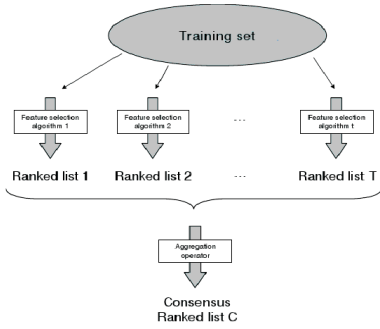 Training set
Feature selection
algorithm 1
Feature selection
algorithm 2
...
Feature selection
algorithm t
Ranked list 1
Ranked list 2
...
Ranked list T
Aggregation
operator
Consensus
Ranked list C